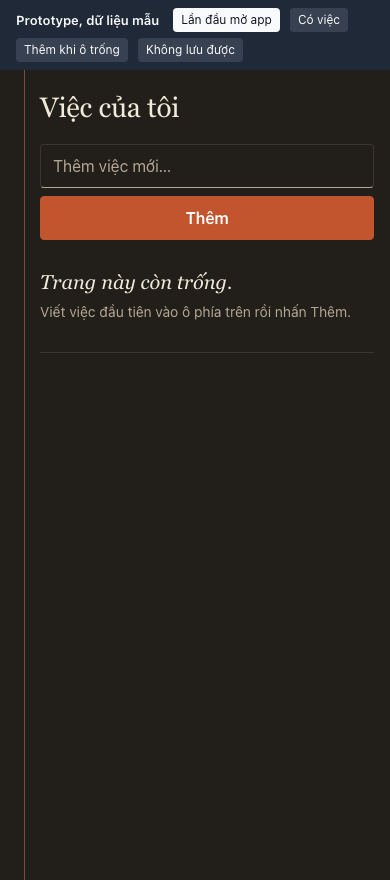 Prototype, dữ liệu mẫu Lần đầu mở app Có việc
Thêm khi ô trống Không lưu được
Việc của tôi
Thêm việc mới...
Thêm
Trang này còn trống.
Viết việc đầu tiên vào ô phía trên rồi nhấn Thêm.